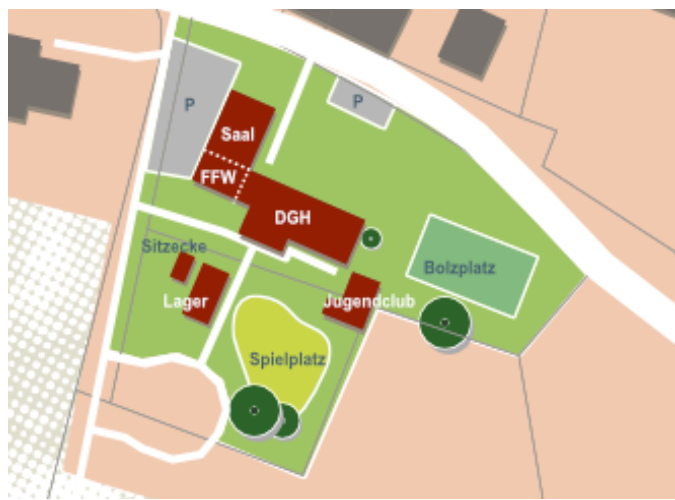 P
P
Saal
FFW
DGH
Sitzecke
Bolzplatz
Lager
Jugendclub
Spielplatz